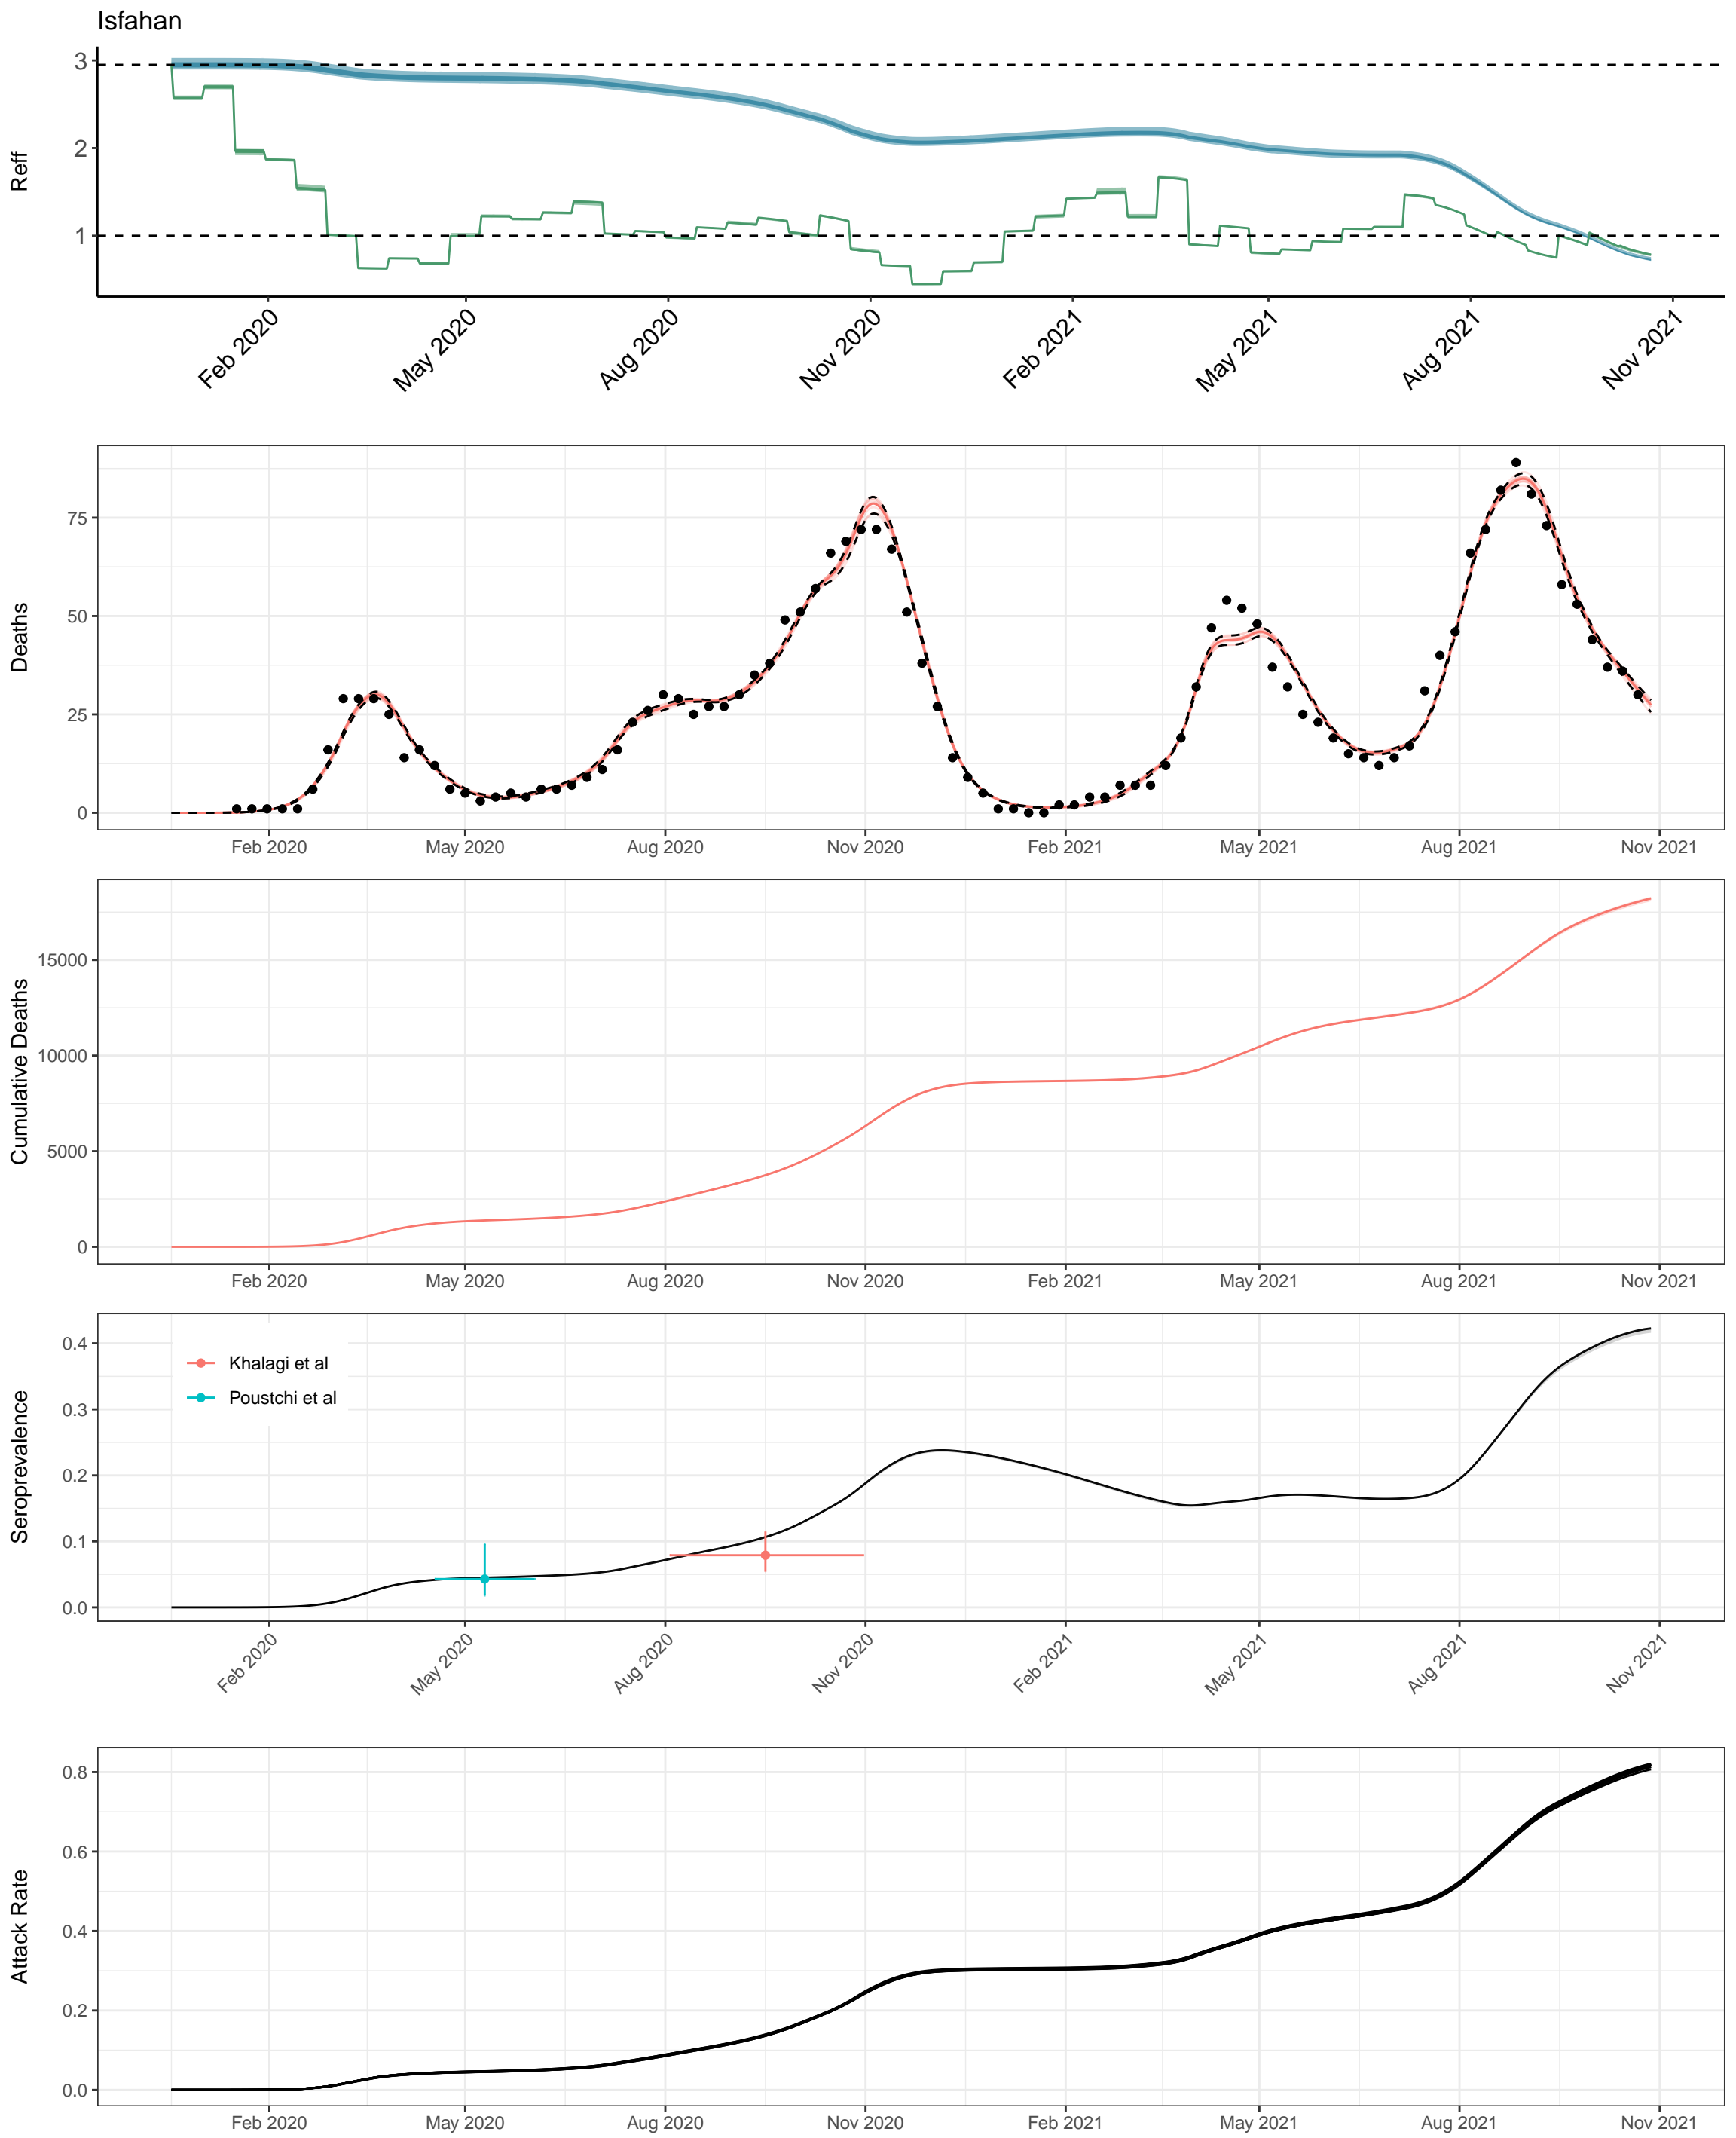 Isfahan
Reff
3
2
1
Feb 2020
May 2020
Aug 2020
Nov 2020
Feb 2021
May 2021
Aug 2021
Nov 2021
Deaths
75
50
25
0
Feb 2020
May 2020
Aug 2020
Nov 2020
Feb 2021
May 2021
Aug 2021
Nov 2021
Cumulative Deaths
15000
10000
5000
0
Feb 2020
May 2020
Aug 2020
Nov 2020
Feb 2021
May 2021
Aug 2021
Nov 2021
Seroprevalence
0.4
0.3
0.2
0.1
0.0
Khalagi et al
Poustchi et al
Feb 2020
May 2020
Aug 2020
Nov 2020
Feb 2021
May 2021
Aug 2021
Nov 2021
Attack Rate
0.8
0.6
0.4
0.2
0.0
Feb 2020
May 2020
Aug 2020
Nov 2020
Feb 2021
May 2021
Aug 2021
Nov 2021